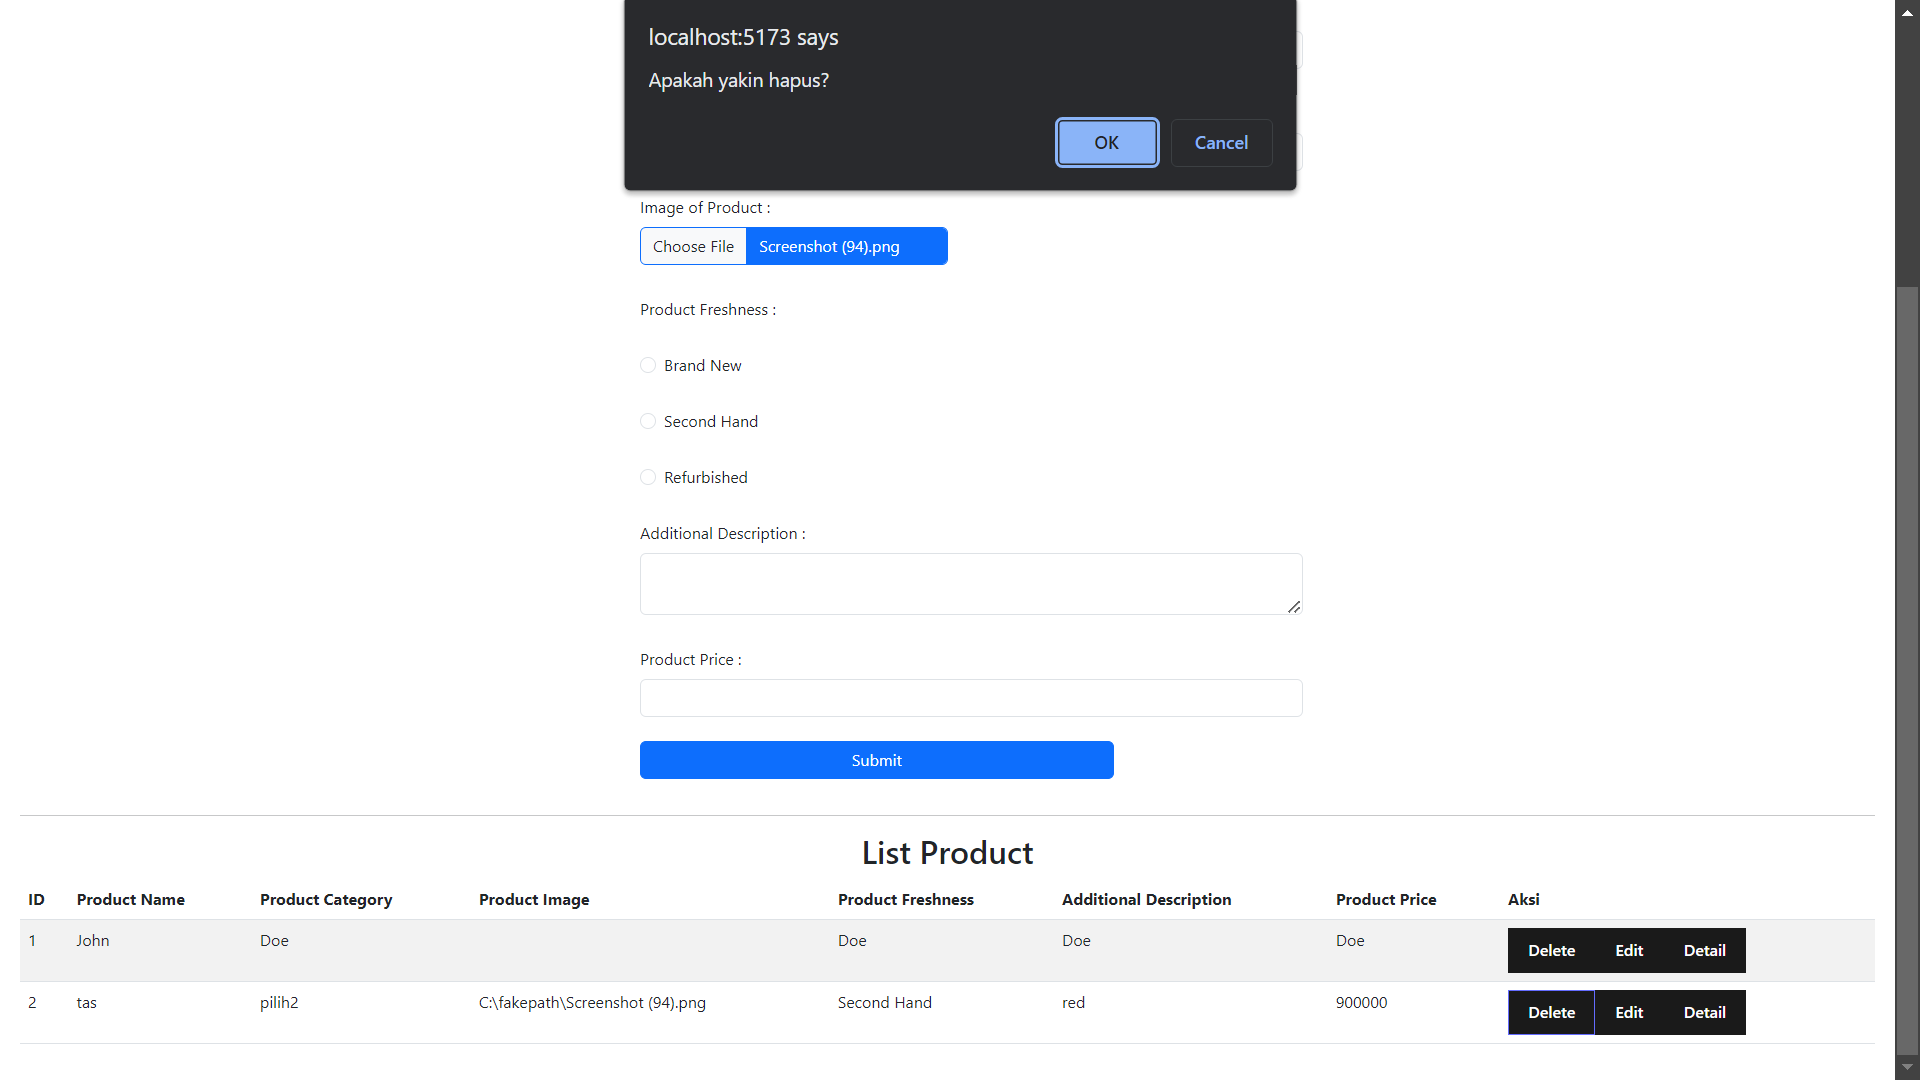 localhost:5173 says
Apakah yakin hapus?
OK Cancel
Image of Product :
Choose File Screenshot (94).png
Product Freshness :
Brand New
Second Hand
Refurbished
Additional Description :
Product Price :
Submit
List Product
ID Product Name Product Category Product Image Product Freshness Additional Description Product Price Aksi
1 John Doe Doe Doe Doe Delete Edit Detail
2 tas pilih2 C:\fakepath\Screenshot (94).png Second Hand red 900000 Delete Edit Detail